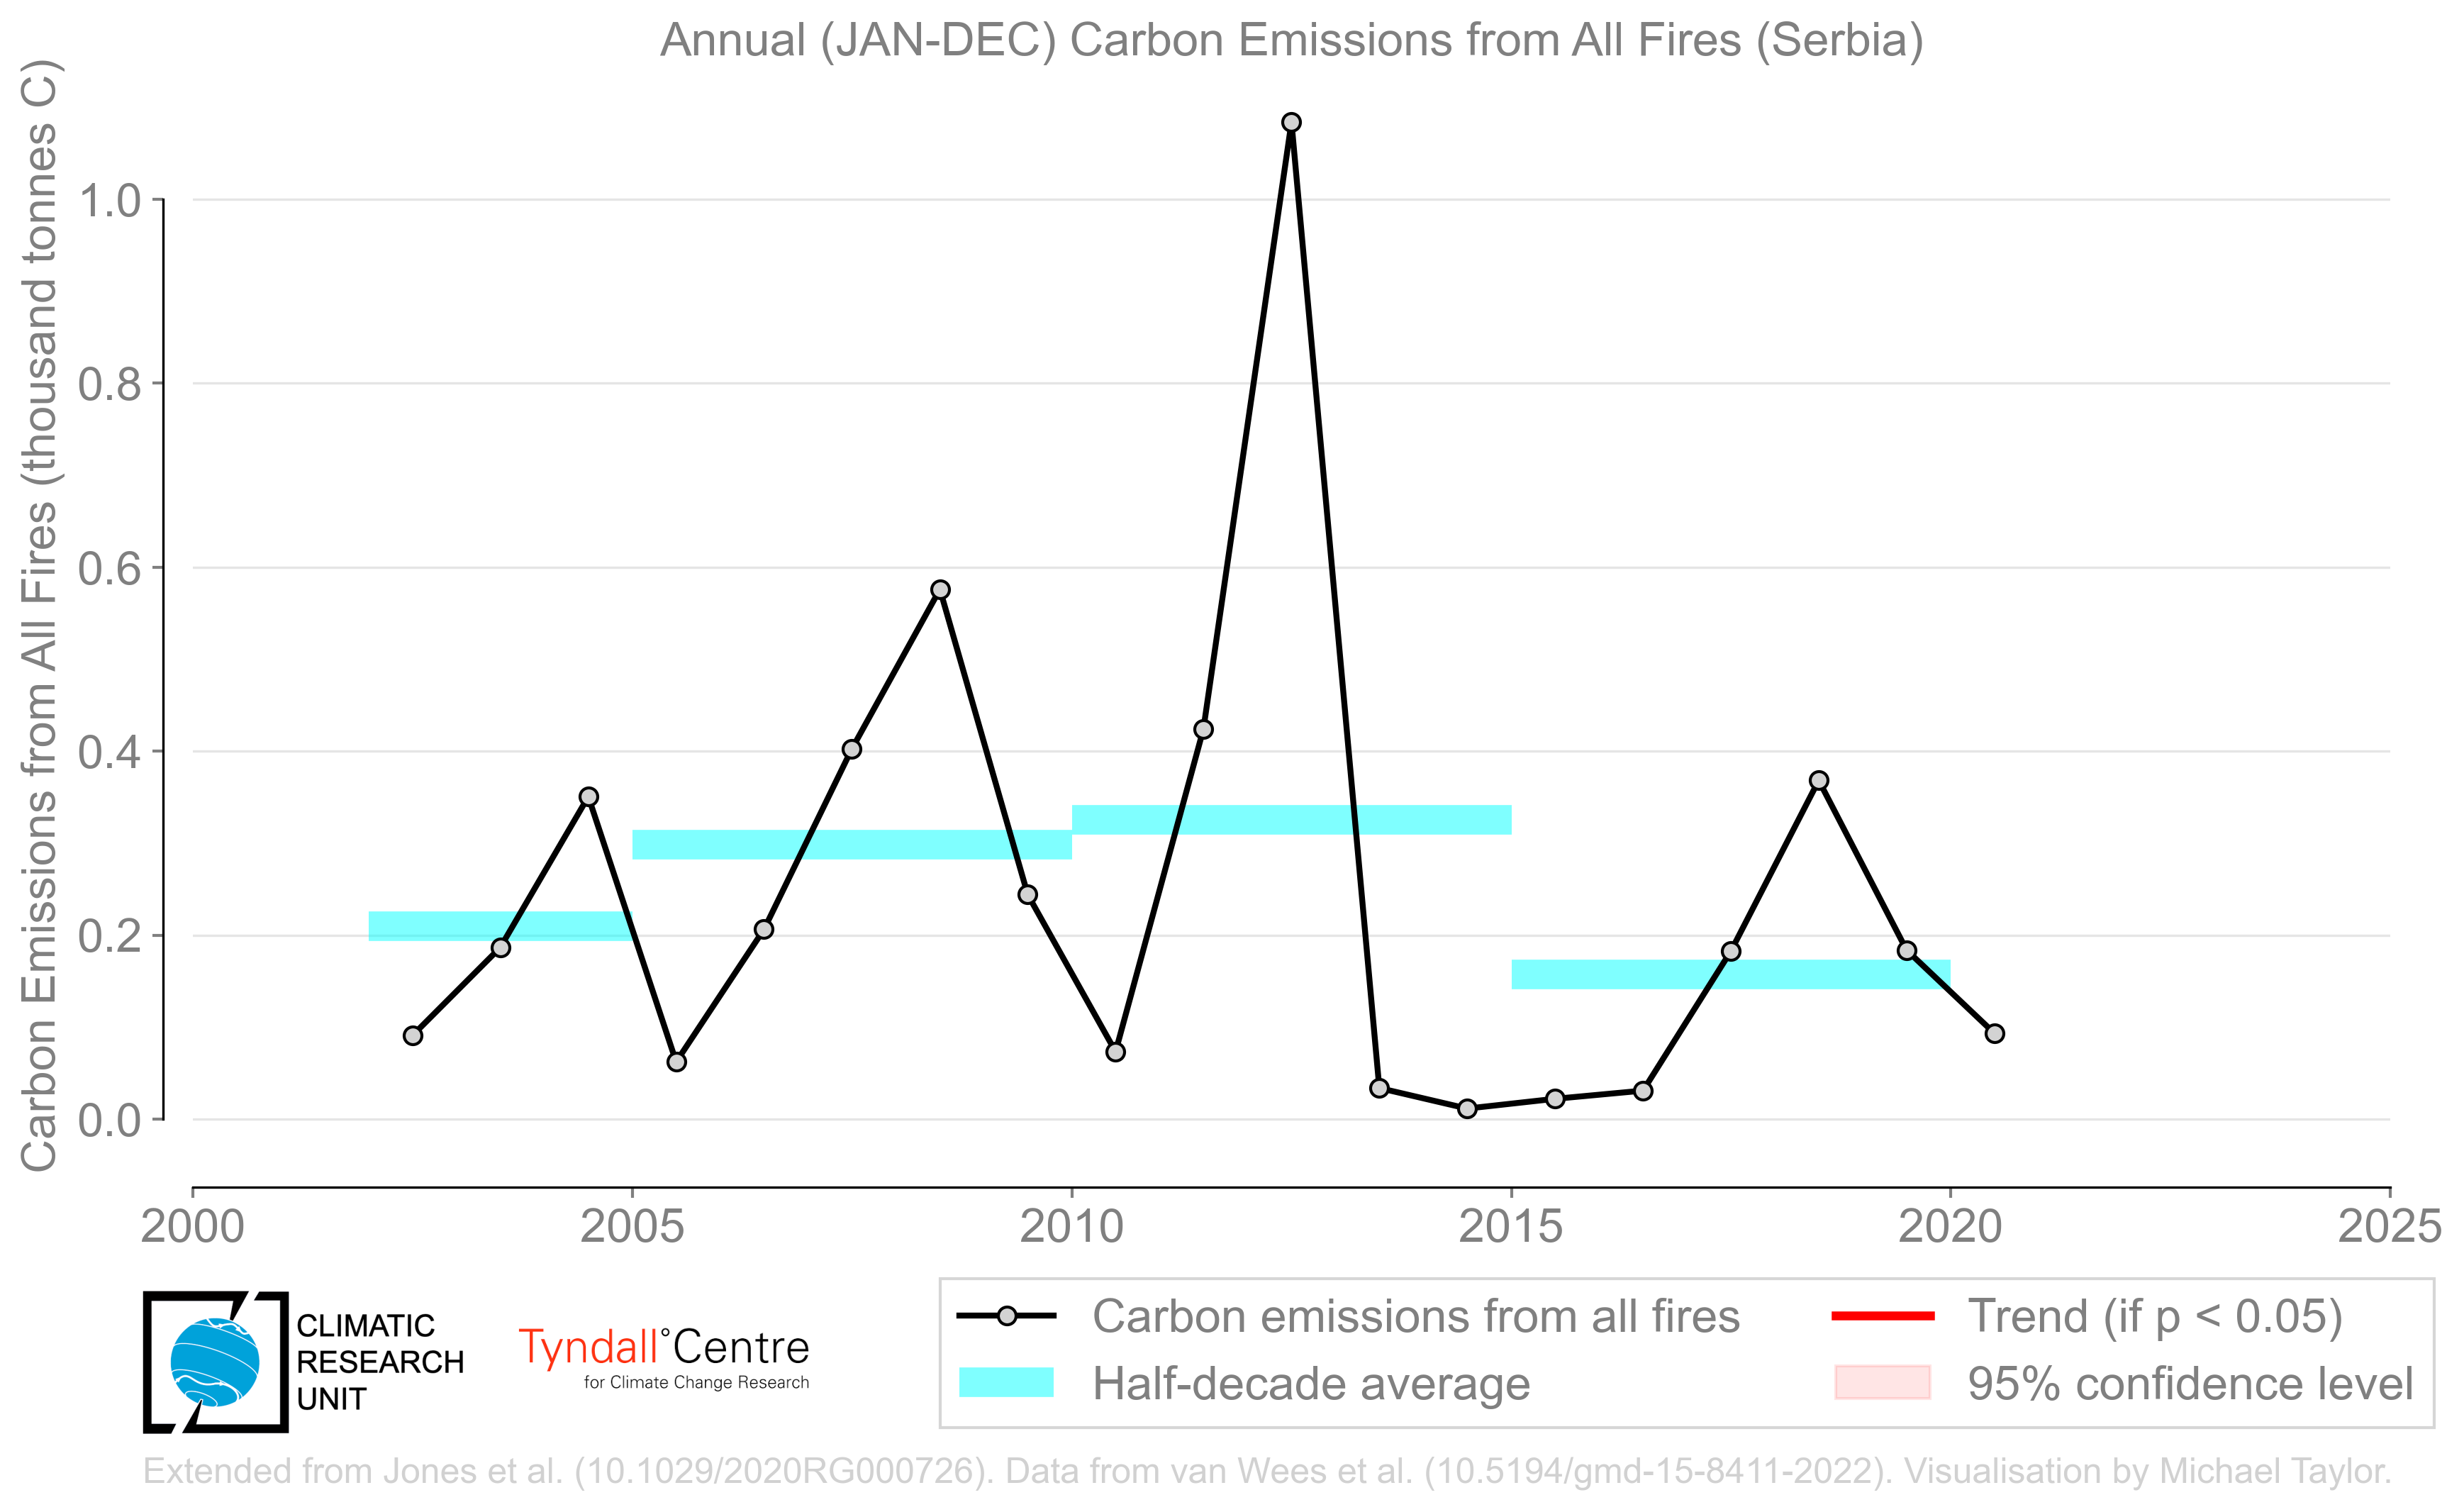 Annual (JAN-DEC) Carbon Emissions from All Fires (Serbia)
Carbon Emissions from All Fires (thousand tonnes C)
1.0
0.8
0.6
0.4
0.2
0.0
2000 2005 2010 2015 2020 2025
CLIMATIC
RESEARCH
UNIT
Tyndall°Centre
for Climate Change Research
Carbon emissions from all fires
Half-decade average
Trend (if p < 0.05)
95% confidence level
Extended from Jones et al. (10.1029/2020RG000726). Data from van Wees et al. (10.5194/gmd-15-8411-2022). Visualisation by Michael Taylor.